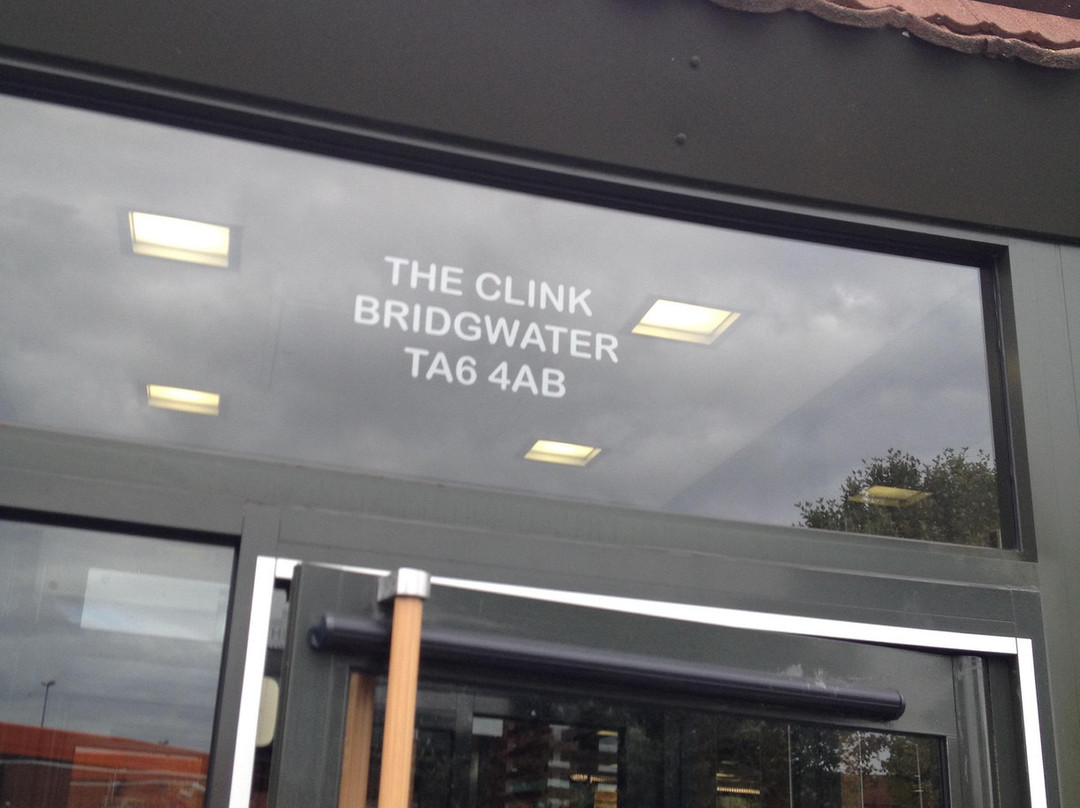 THE CLINK
BRIDGWATER
TA6 4AB